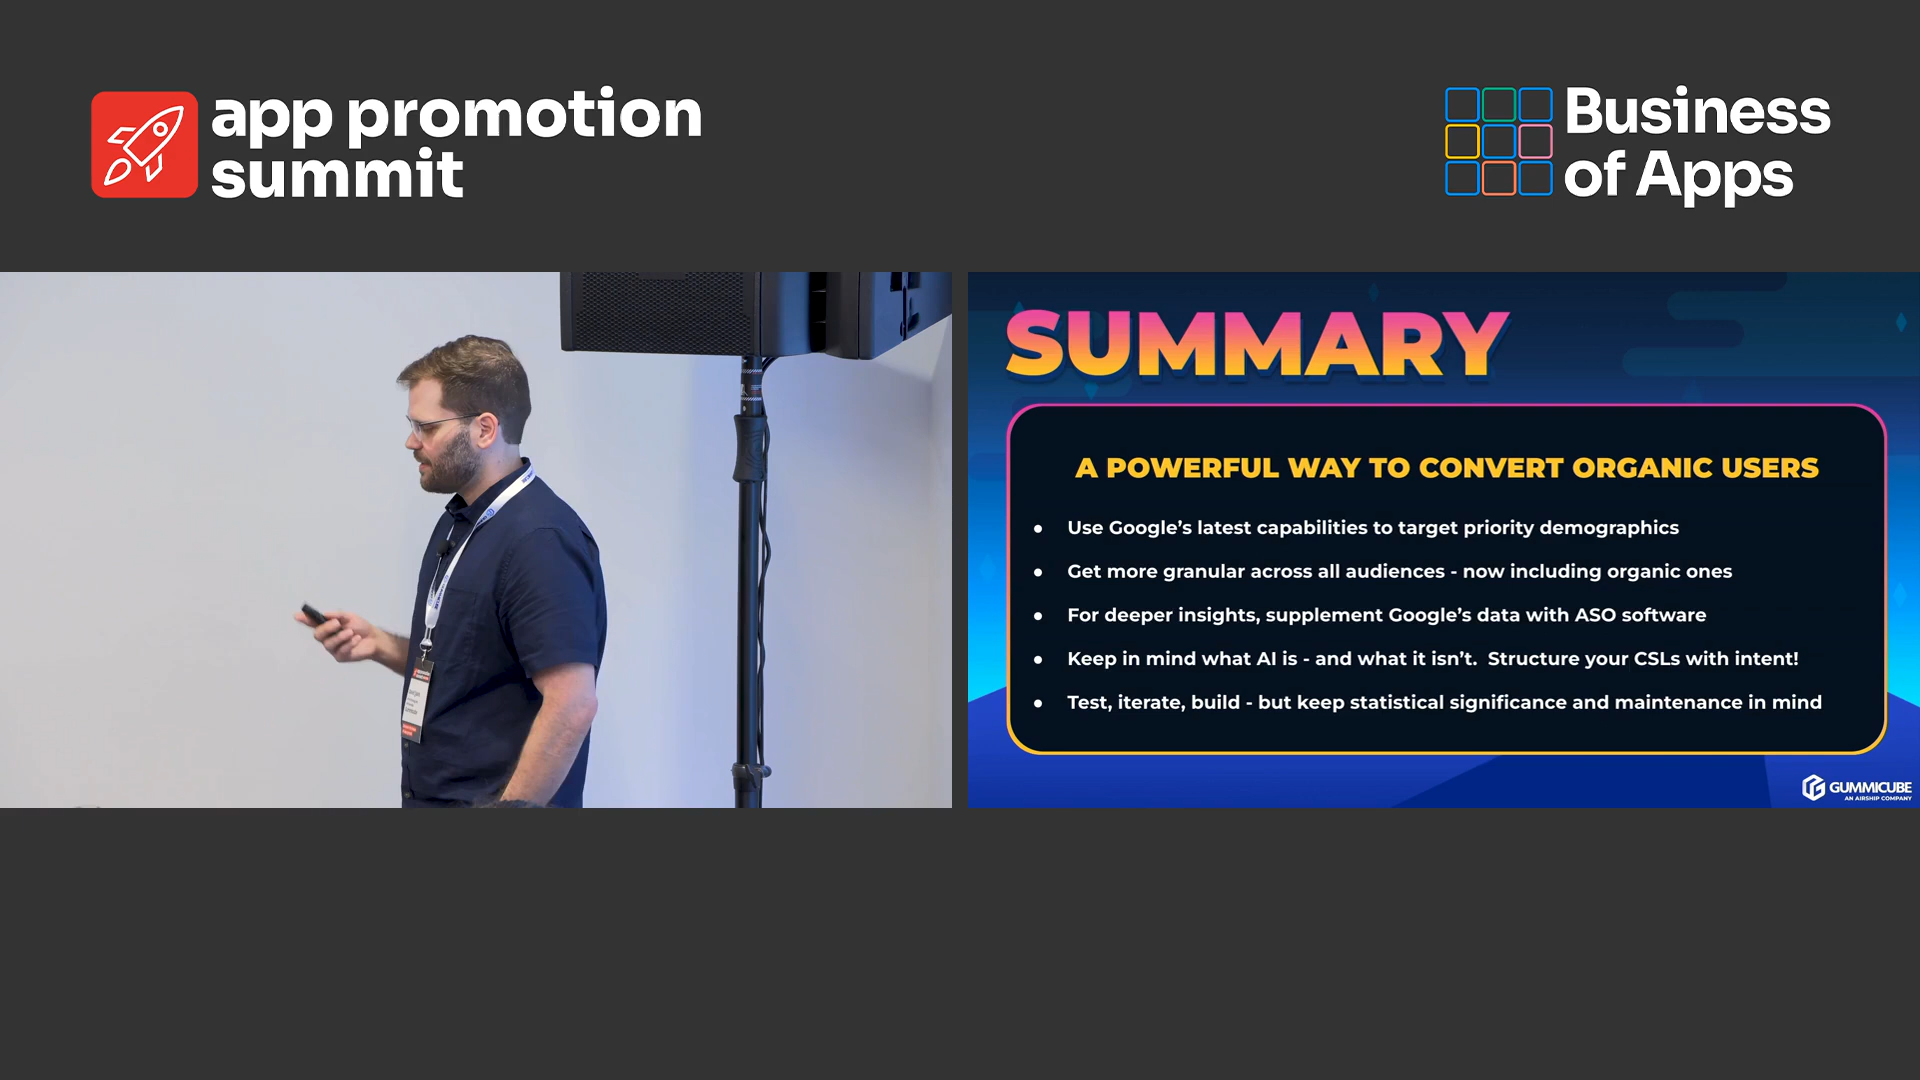 app promotion
summit
Business
of Apps
SUMMARY
A POWERFUL WAY TO CONVERT ORGANIC USERS
● Use Google’s latest capabilities to target priority demographics
● Get more granular across all audiences - now including organic ones
● For deeper insights, supplement Google’s data with ASO software
● Keep in mind what AI is - and what it isn’t.  Structure your CSLs with intent!
● Test, iterate, build - but keep statistical significance and maintenance in mind
GUMMICUBE
AN AIRSHIP COMPANY